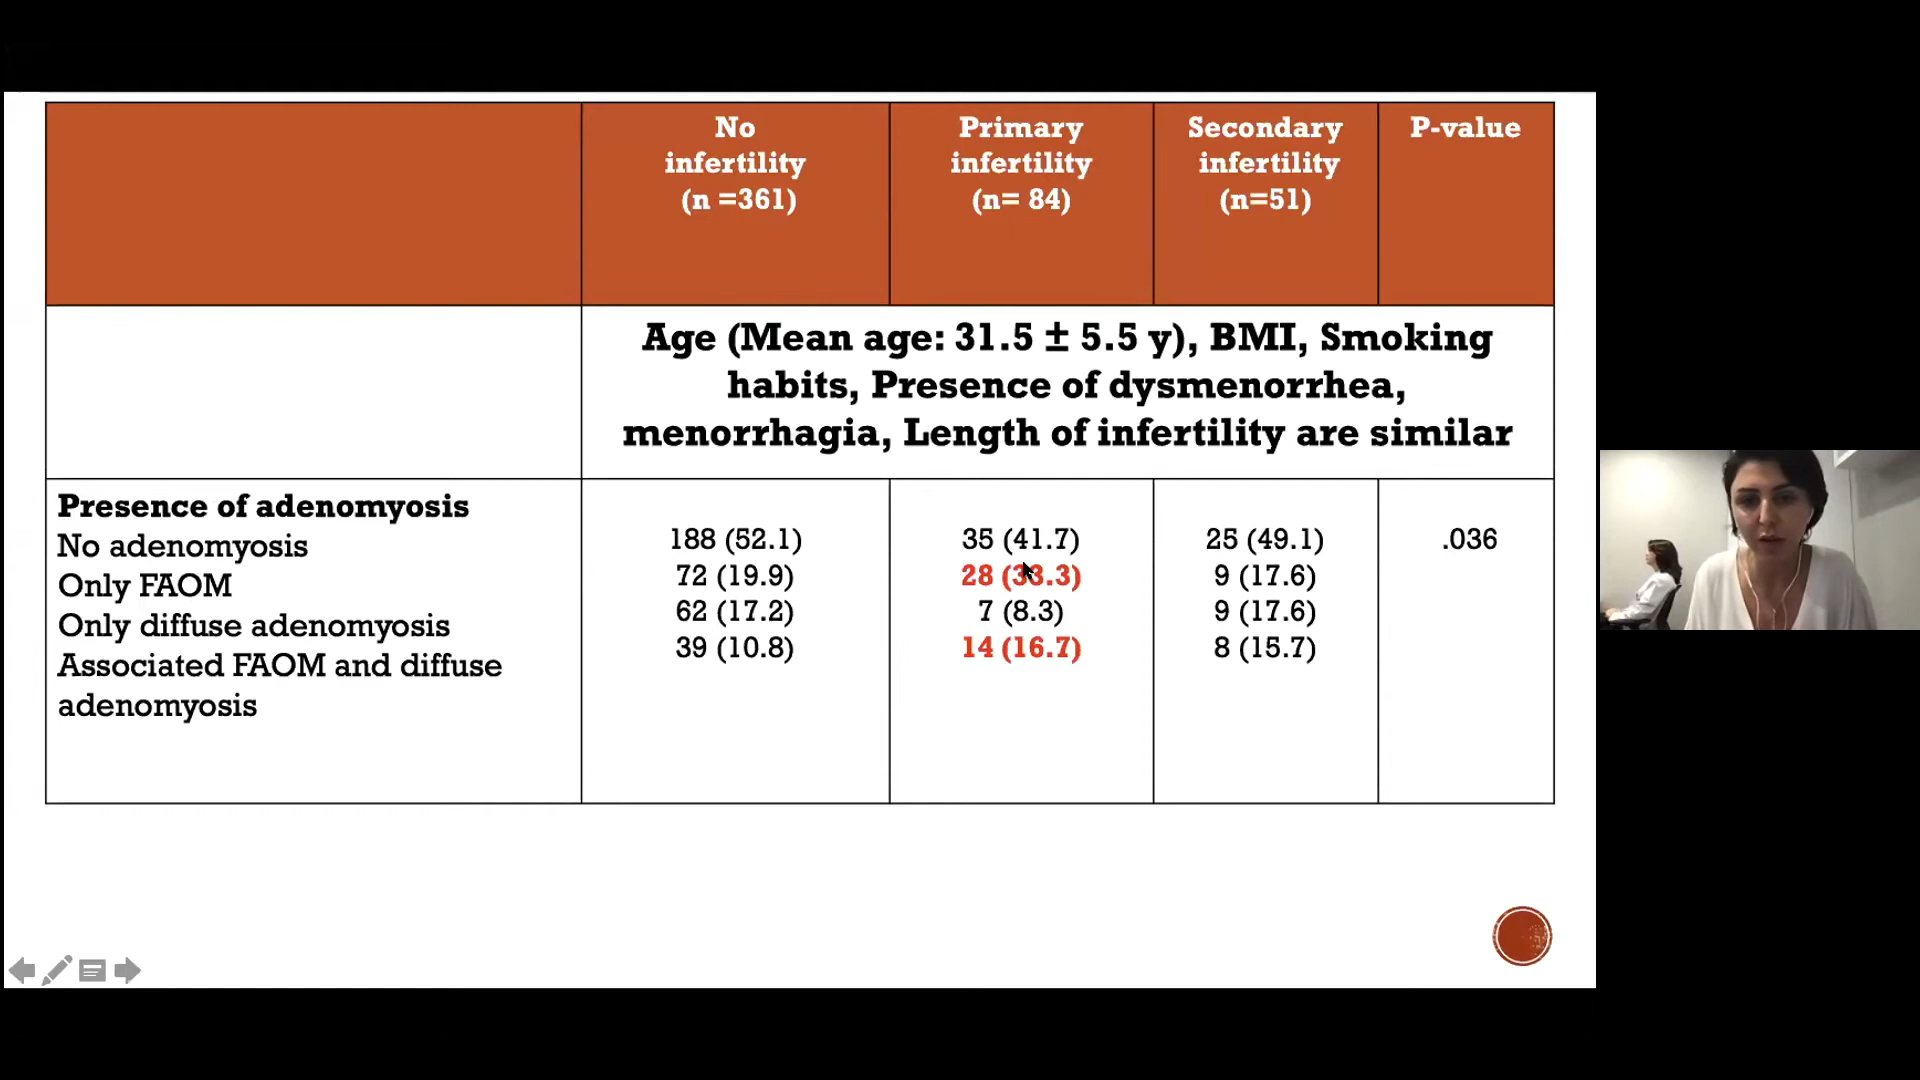 No
infertility
(n =361)
Primary
infertility
(n= 84)
Secondary
infertility
(n=51)
P-value
Age (Mean age: 31.5 ± 5.5 y), BMI, Smoking
habits, Presence of dysmenorrhea,
menorrhagia, Length of infertility are similar
Presence of adenomyosis
No adenomyosis
Only FAOM
Only diffuse adenomyosis
Associated FAOM and diffuse
adenomyosis
188 (52.1)
72 (19.9)
62 (17.2)
39 (10.8)
35 (41.7)
28 (33.3)
7 (8.3)
14 (16.7)
25 (49.1)
9 (17.6)
9 (17.6)
8 (15.7)
.036